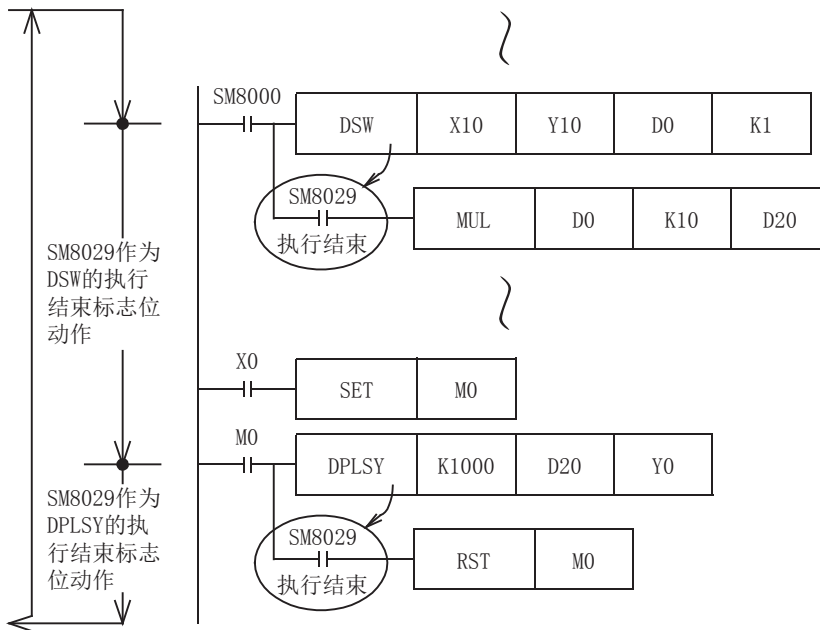 SM8000
DSW X10 Y10 D0 K1
SM8029
执行结束
MUL D0 K10 D20
SM8029作为
DSW的执行
结束标志位
动作
X0
SET M0
M0
DPLSY K1000 D20 Y0
SM8029作为
DPLSY的执
行结束标志
位动作
SM8029
执行结束
RST M0